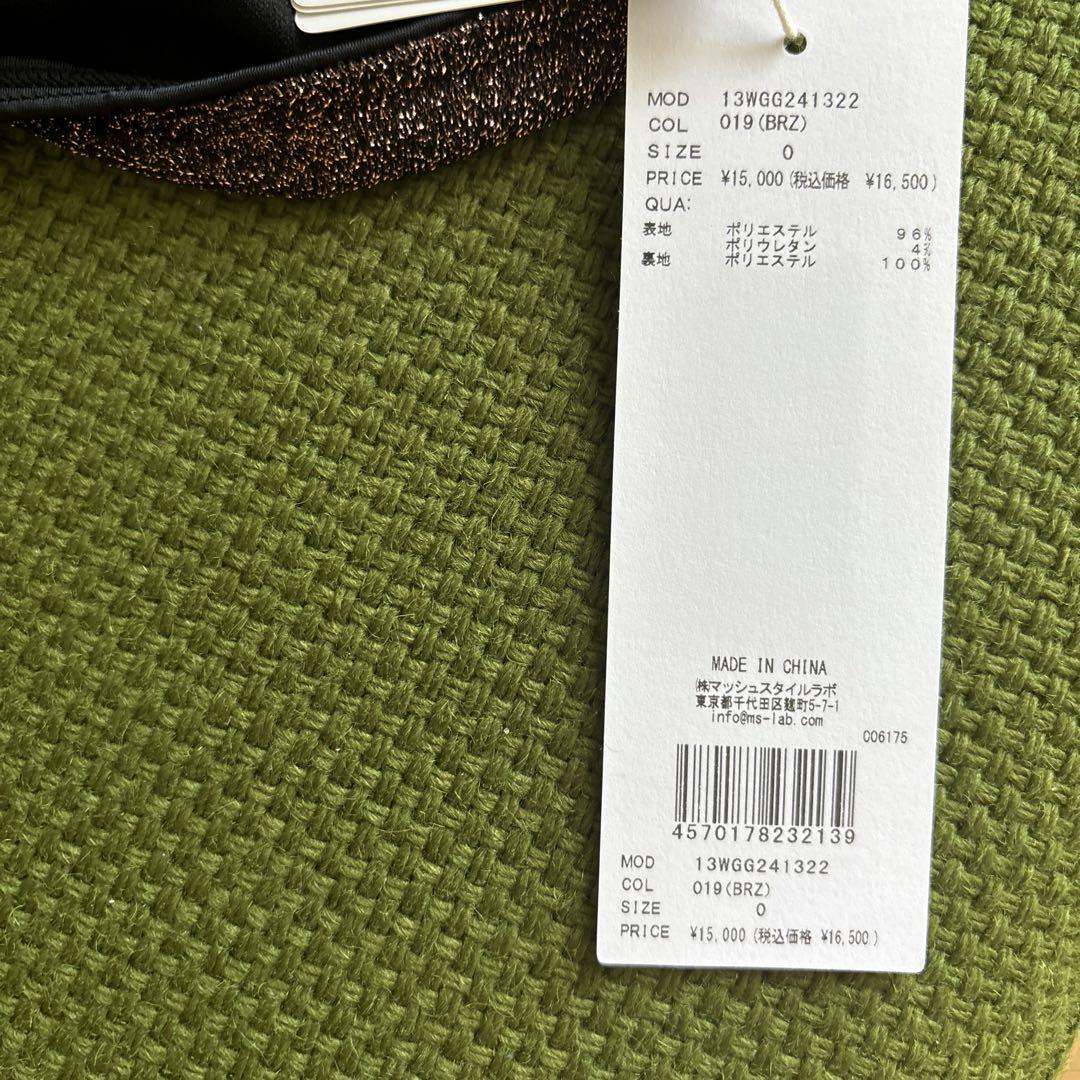 MOD 13WGG241322
COL 019(BRZ)
SIZE 0
PRICE ¥15,000(税込価格 ¥16,500)
QUA:
表地 ポリエステル 96%
ポリウレタン 4%
裏地 ポリエステル 100%
MADE IN CHINA
㈱マッシュスタイルラボ
東京都千代田区麹町5-7-1
info@ms-lab.com
C06175
4570178232139
MOD 13WGG241322
COL 019(BRZ)
SIZE 0
PRICE ¥15,000(税込価格 ¥16,500)